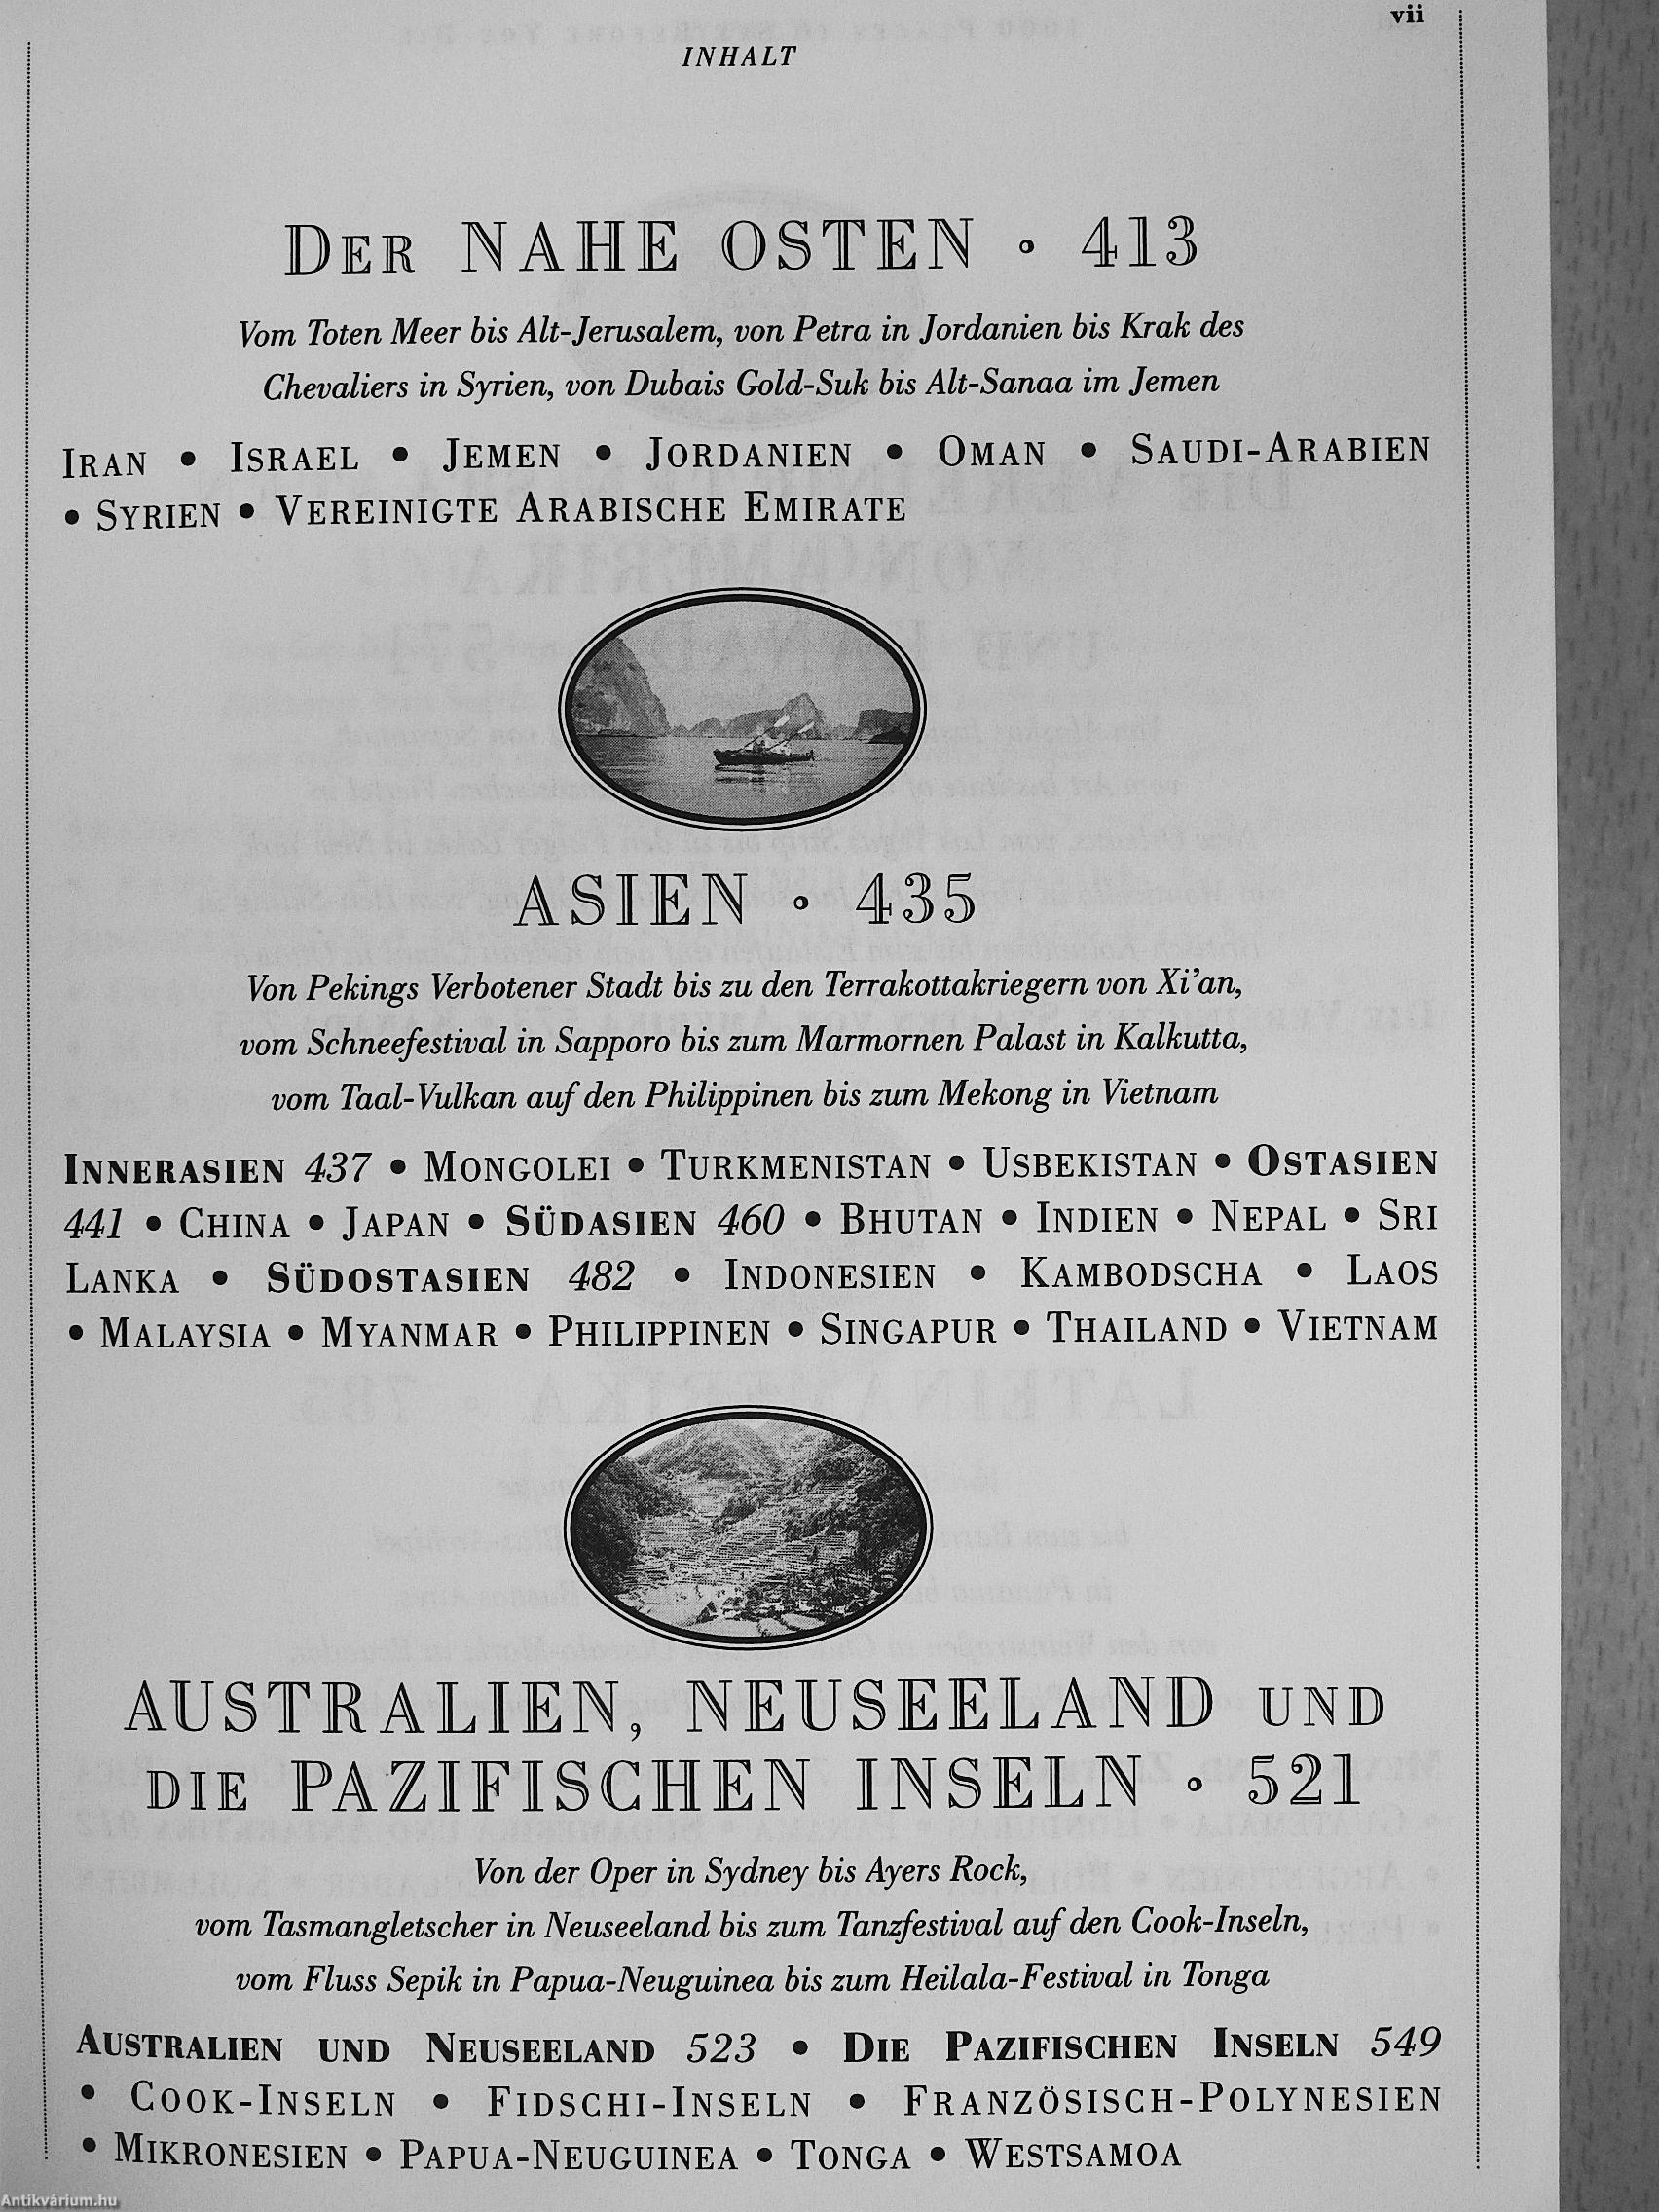 vii
INHALT
DER NAHE OSTEN ∘ 413
Vom Toten Meer bis Alt-Jerusalem, von Petra in Jordanien bis Krak des
Chevaliers in Syrien, von Dubais Gold-Suk bis Alt-Sanaa im Jemen
IRAN • ISRAEL • JEMEN • JORDANIEN • OMAN • SAUDI-ARABIEN
• SYRIEN • VEREINIGTE ARABISCHE EMIRATE
ASIEN ∘ 435
Von Pekings Verbotener Stadt bis zu den Terrakottakriegern von Xi’an,
vom Schneefestival in Sapporo bis zum Marmornen Palast in Kalkutta,
vom Taal-Vulkan auf den Philippinen bis zum Mekong in Vietnam
INNERASIEN 437 • MONGOLEI • TURKMENISTAN • USBEKISTAN • OSTASIEN
441 • CHINA • JAPAN • SÜDASIEN 460 • BHUTAN • INDIEN • NEPAL • SRI
LANKA • SÜDOSTASIEN 482 • INDONESIEN • KAMBODSCHA • LAOS
• MALAYSIA • MYANMAR • PHILIPPINEN • SINGAPUR • THAILAND • VIETNAM
AUSTRALIEN, NEUSEELAND UND
DIE PAZIFISCHEN INSELN ∘ 521
Von der Oper in Sydney bis Ayers Rock,
vom Tasmangletscher in Neuseeland bis zum Tanzfestival auf den Cook-Inseln,
vom Fluss Sepik in Papua-Neuguinea bis zum Heilala-Festival in Tonga
AUSTRALIEN UND NEUSEELAND 523 • DIE PAZIFISCHEN INSELN 549
• COOK-INSELN • FIDSCHI-INSELN • FRANZÖSISCH-POLYNESIEN
• MIKRONESIEN • PAPUA-NEUGUINEA • TONGA • WESTSAMOA
Antikvárium.hu